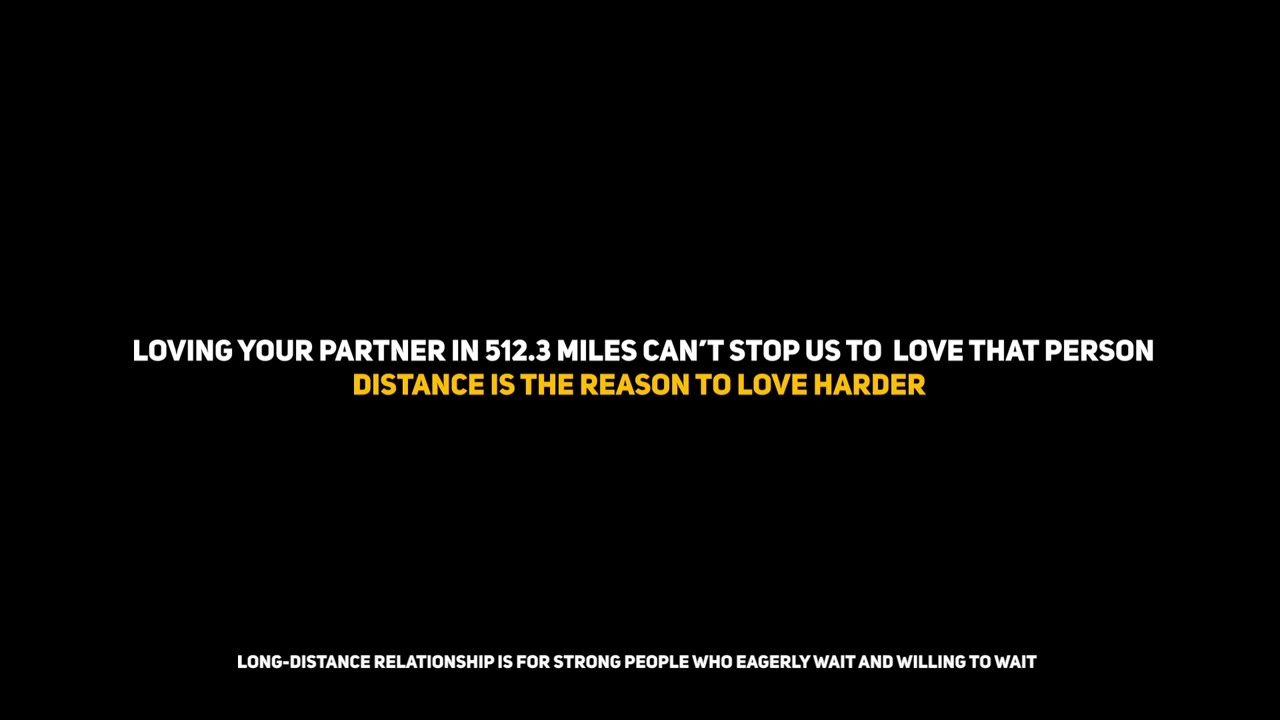 LOVING YOUR PARTNER IN 512.3 MILES CAN'T STOP US TO  LOVE THAT PERSON
DISTANCE IS THE REASON TO LOVE HARDER
LONG-DISTANCE RELATIONSHIP IS FOR STRONG PEOPLE WHO EAGERLY WAIT AND WILLING TO WAIT